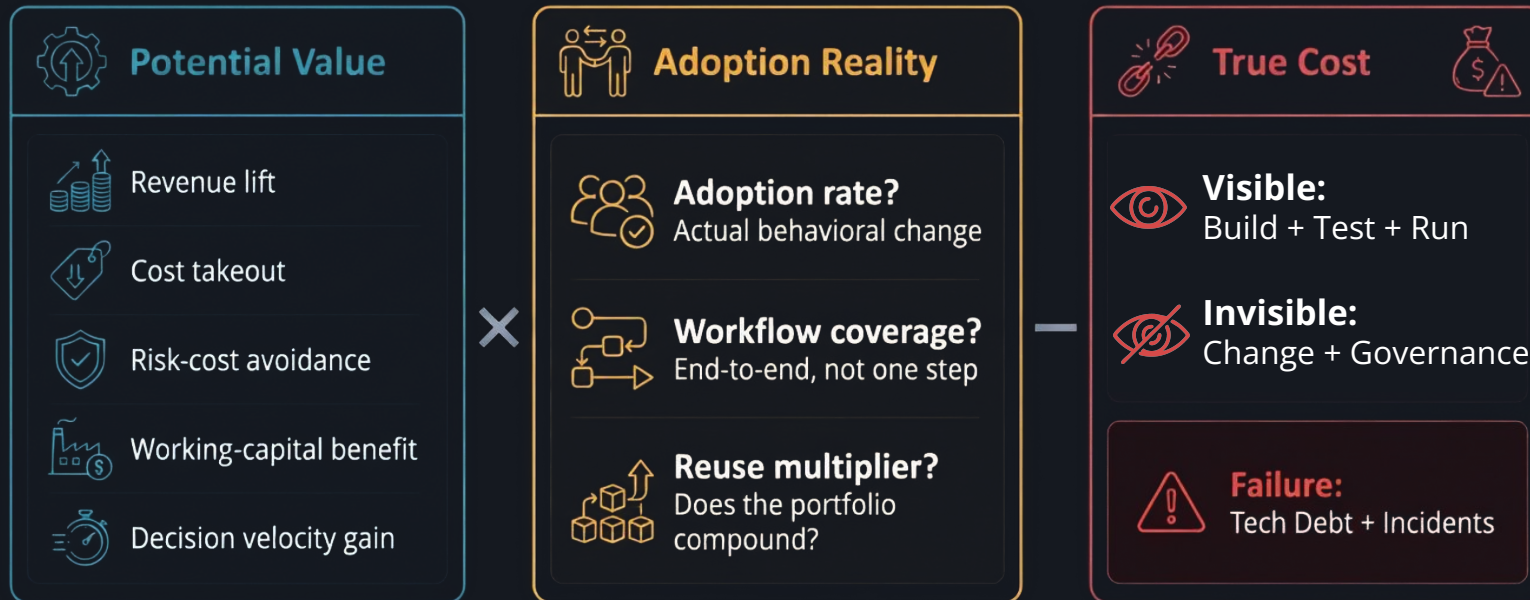 Potential Value
Revenue lift
Cost takeout
Risk-cost avoidance
Working-capital benefit
$
Decision velocity gain
×
Adoption Reality
Adoption rate?
Actual behavioral change
Workflow coverage?
End-to-end, not one step
Reuse multiplier?
Does the portfolio
compound?
−
True Cost
$
!
Visible:
Build + Test + Run
Invisible:
Change + Governance
!
Failure:
Tech Debt + Incidents